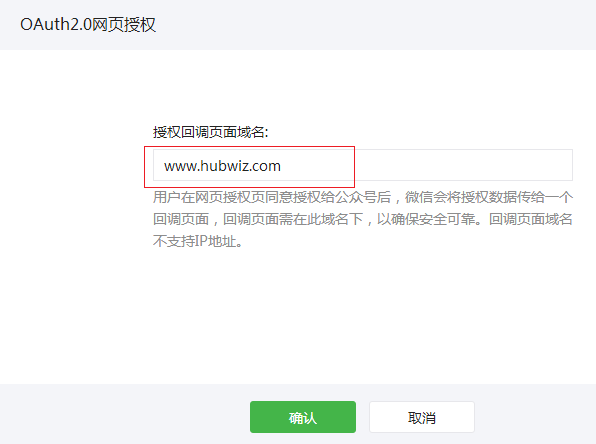 OAuth2.0网页授权
授权回调页面域名:
www.hubwiz.com
用户在网页授权页同意授权给公众号后，微信会将授权数据传给一个
回调页面，回调页面需在此域名下，以确保安全可靠。回调页面域名
不支持IP地址。
确认 取消